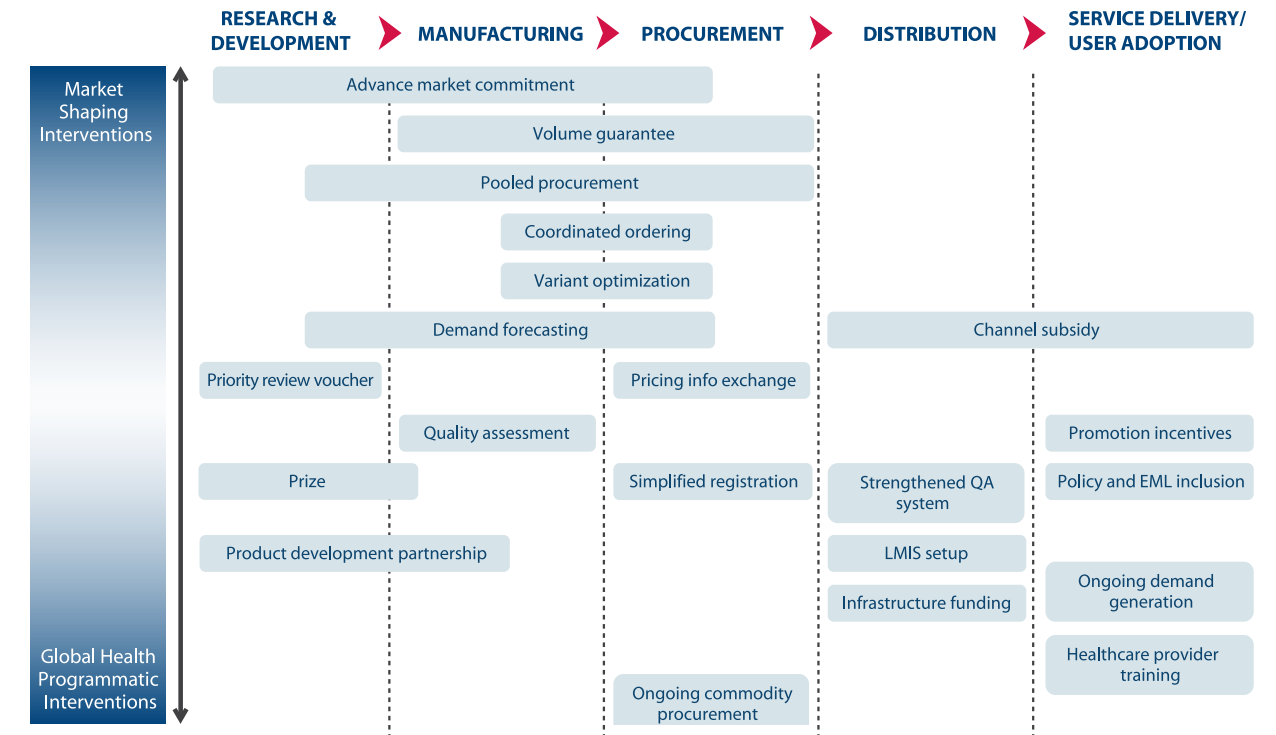 RESEARCH &
DEVELOPMENT
MANUFACTURING
PROCUREMENT
DISTRIBUTION
SERVICE DELIVERY/
USER ADOPTION
Market
Shaping
Interventions
Advance market commitment
Volume guarantee
Pooled procurement
Coordinated ordering
Variant optimization
Demand forecasting
Channel subsidy
Priority review voucher
Pricing info exchange
Quality assessment
Promotion incentives
Prize
Simplified registration
Strengthened QA
system
Policy and EML inclusion
Product development partnership
LMIS setup
Ongoing demand
generation
Infrastructure funding
Global Health
Programmatic
Interventions
Healthcare provider
training
Ongoing commodity
procurement